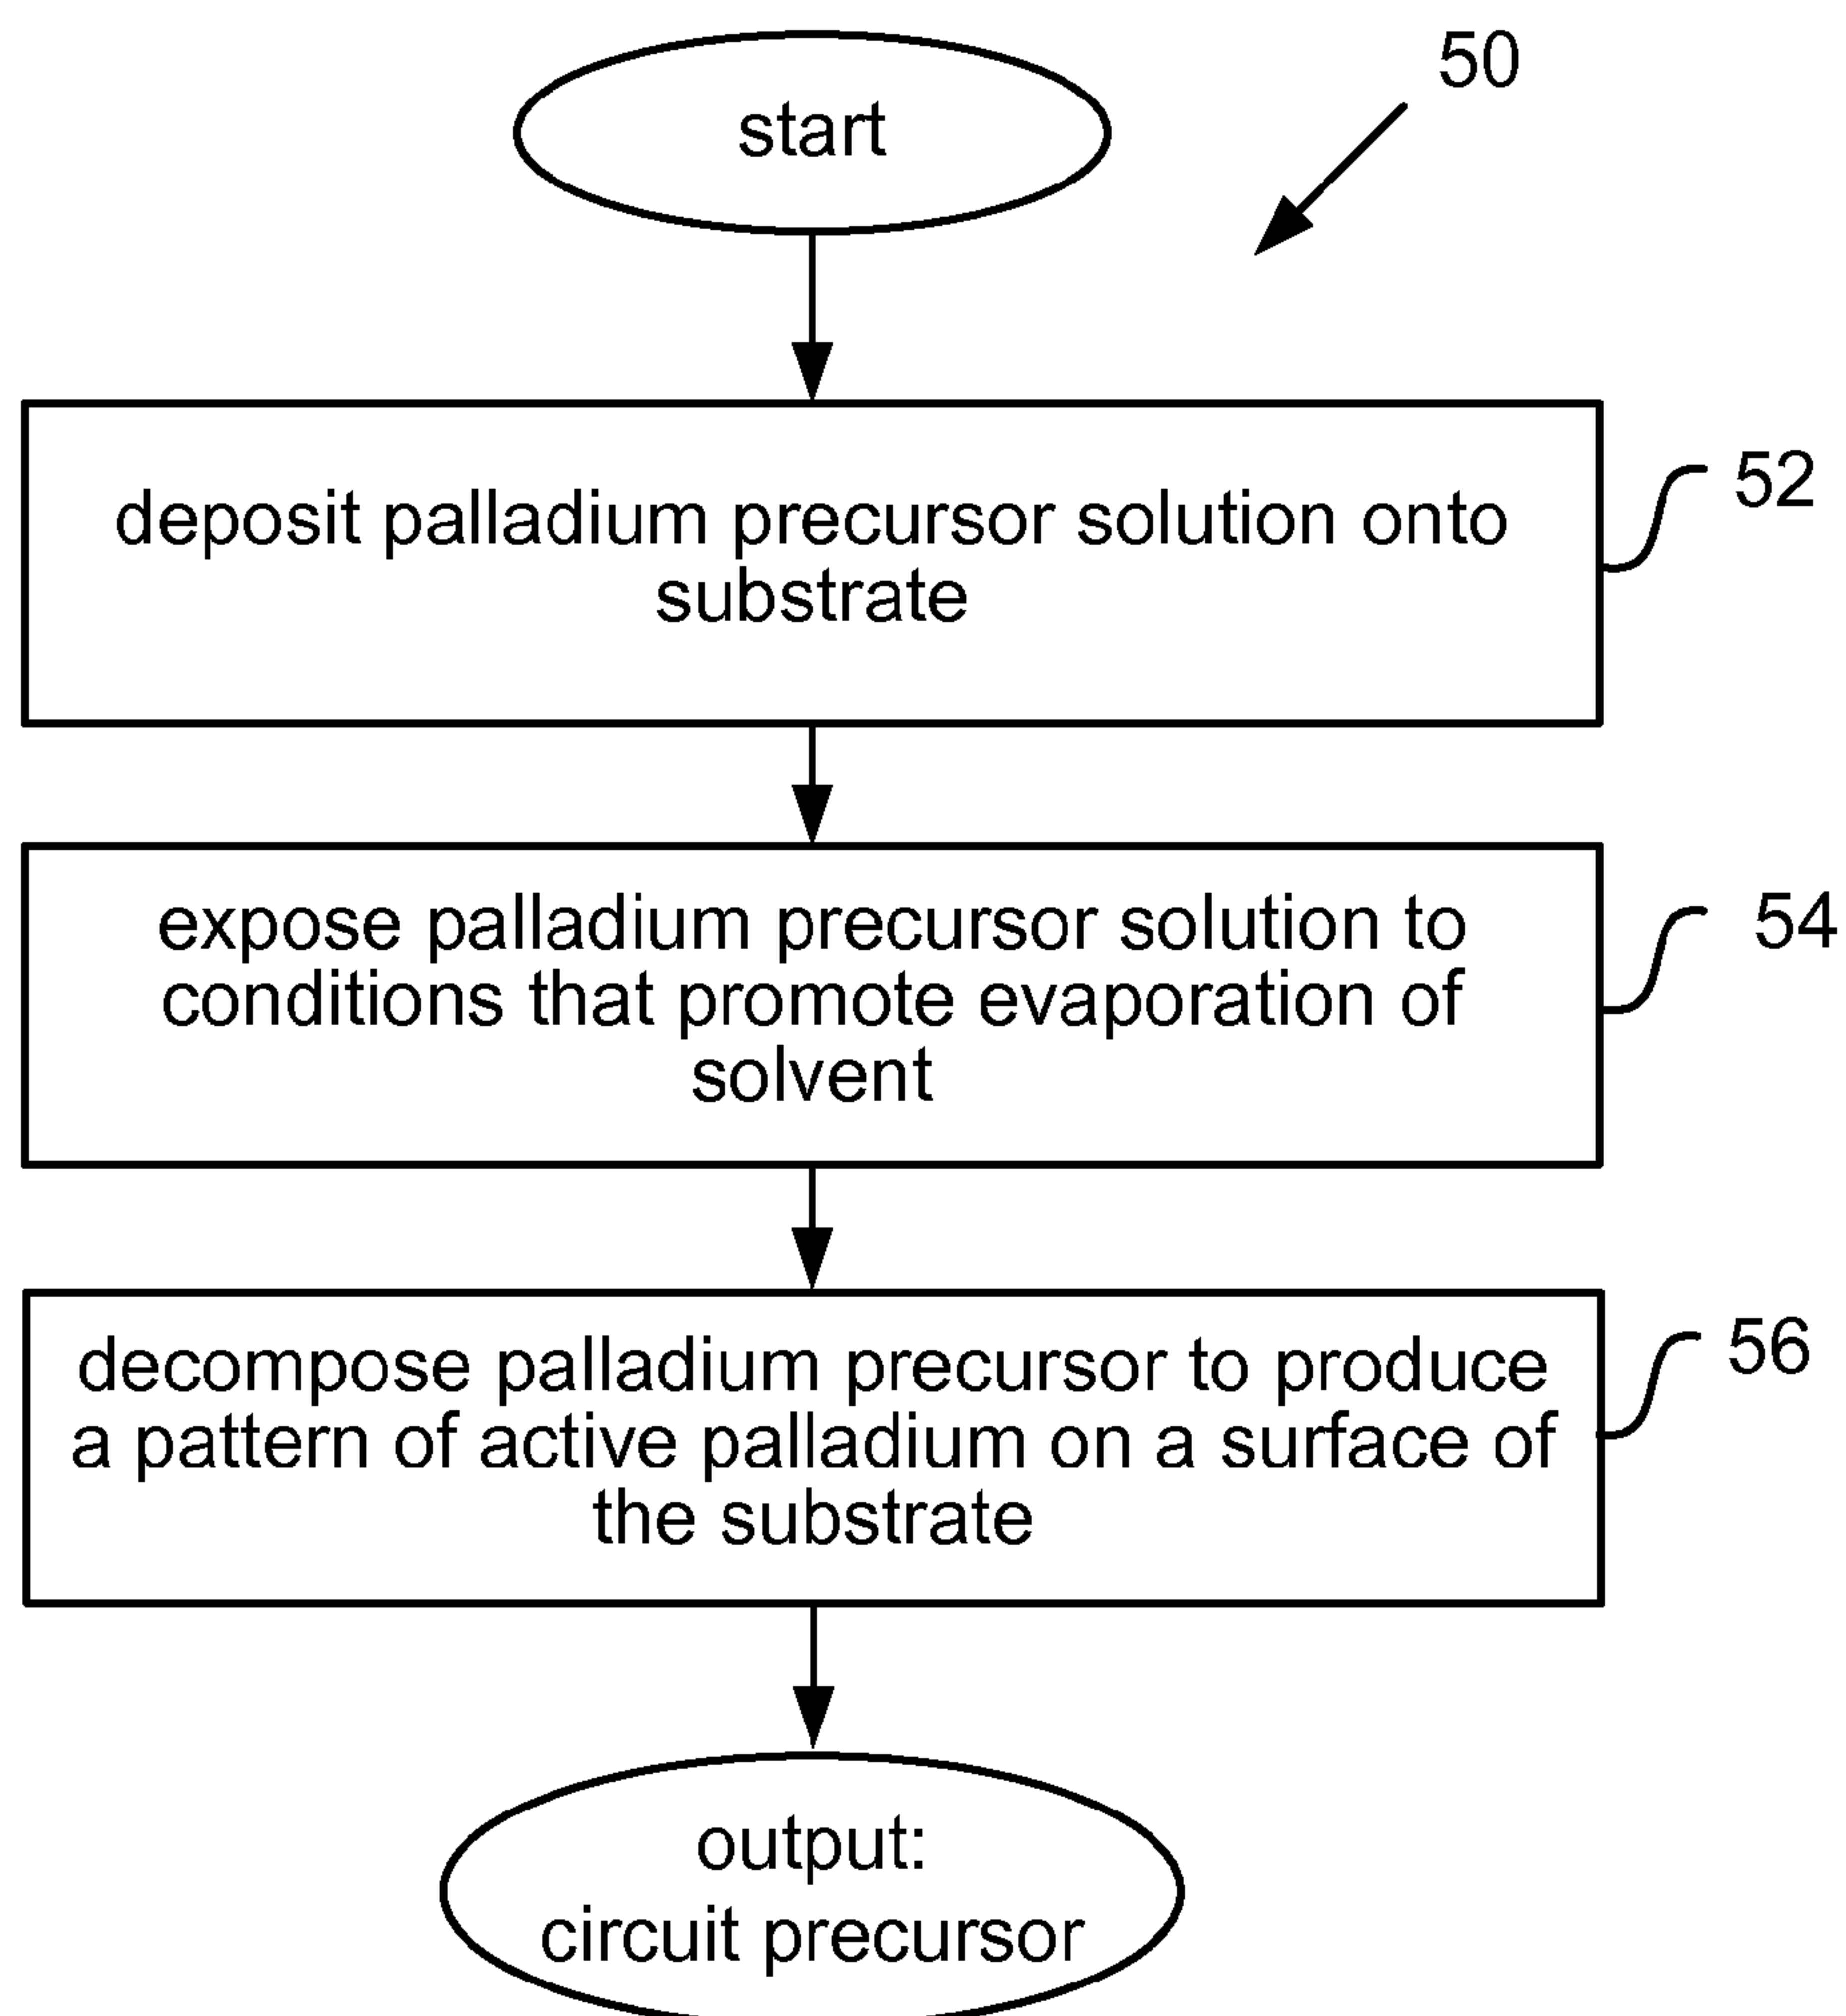 50
start
deposit palladium precursor solution onto
substrate
52
expose palladium precursor solution to
conditions that promote evaporation of
solvent
54
decompose palladium precursor to produce
a pattern of active palladium on a surface of
the substrate
56
output:
circuit precursor